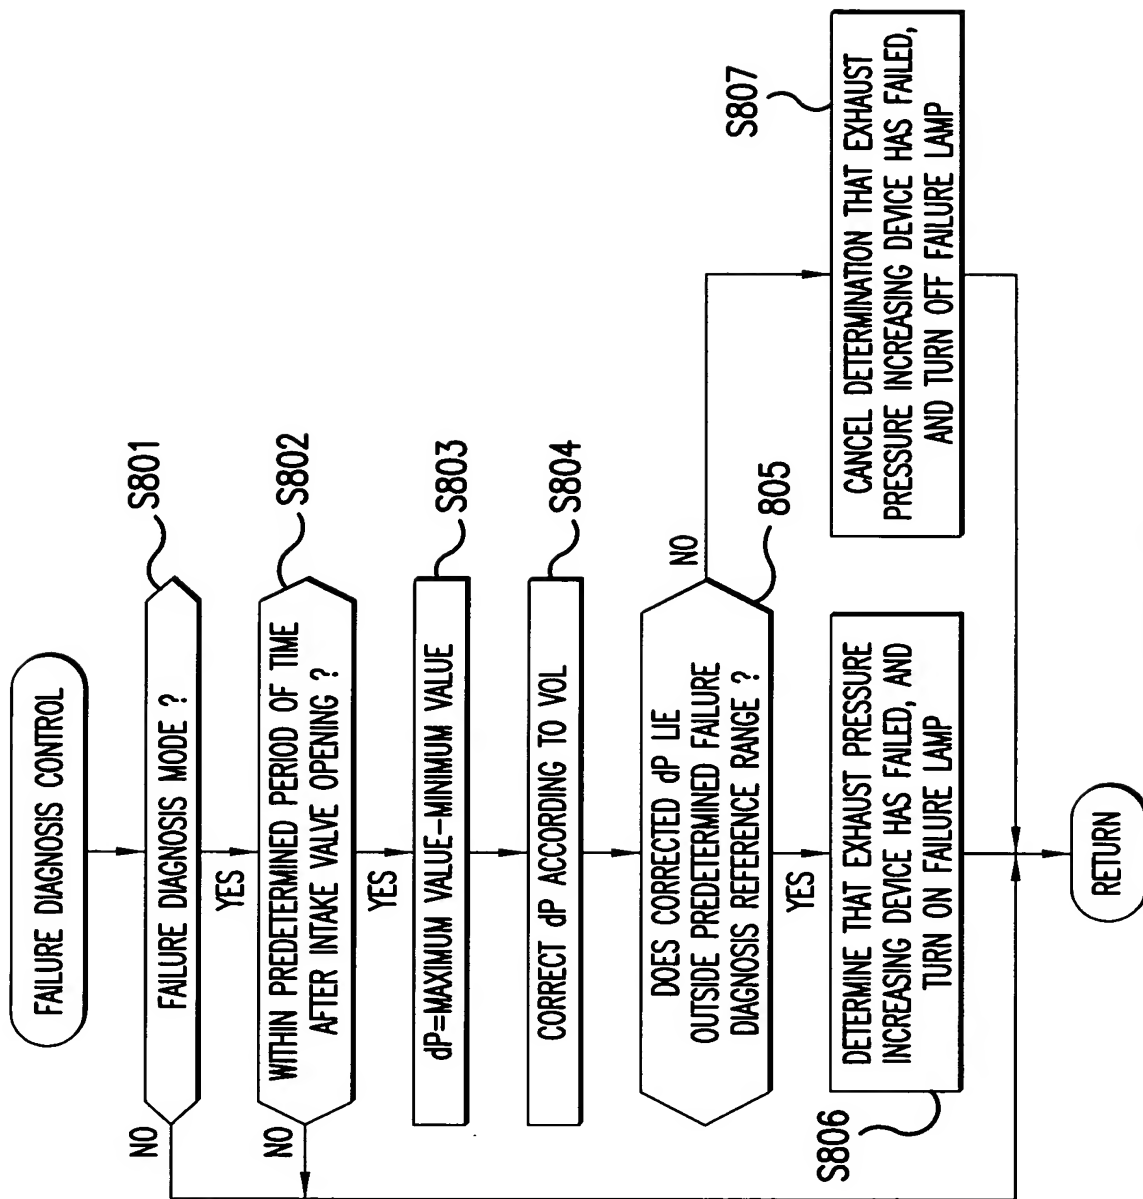 FAILURE DIAGNOSIS CONTROL
S801
FAILURE DIAGNOSIS MODE ?
NO
YES
S802
WITHIN PREDETERMINED PERIOD OF TIME
AFTER INTAKE VALVE OPENING ?
NO
YES
S803
dP=MAXIMUM VALUE-MINIMUM VALUE
S804
CORRECT dP ACCORDING TO VOL
805
DOES CORRECTED dP LIE
OUTSIDE PREDETERMINED FAILURE
DIAGNOSIS REFERENCE RANGE ?
NO
YES
S806
DETERMINE THAT EXHAUST PRESSURE
INCREASING DEVICE HAS FAILED, AND
TURN ON FAILURE LAMP
S807
CANCEL DETERMINATION THAT EXHAUST
PRESSURE INCREASING DEVICE HAS FAILED,
AND TURN OFF FAILURE LAMP
RETURN